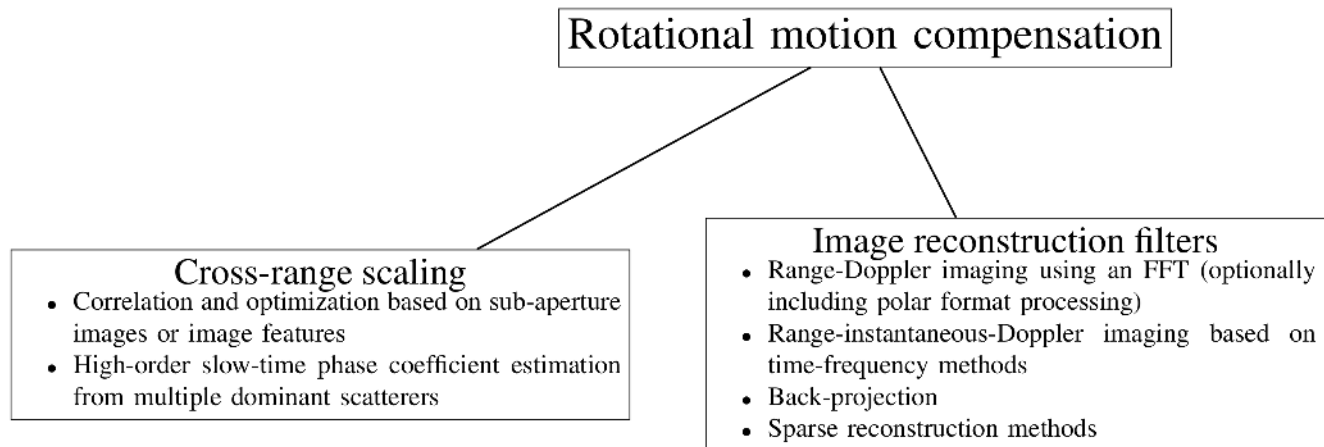 Rotational motion compensation
Cross-range scaling
• Correlation and optimization based on sub-aperture
images or image features
• High-order slow-time phase coefficient estimation
from multiple dominant scatterers
Image reconstruction filters
• Range-Doppler imaging using an FFT (optionally
including polar format processing)
• Range-instantaneous-Doppler imaging based on
time-frequency methods
• Back-projection
• Sparse reconstruction methods